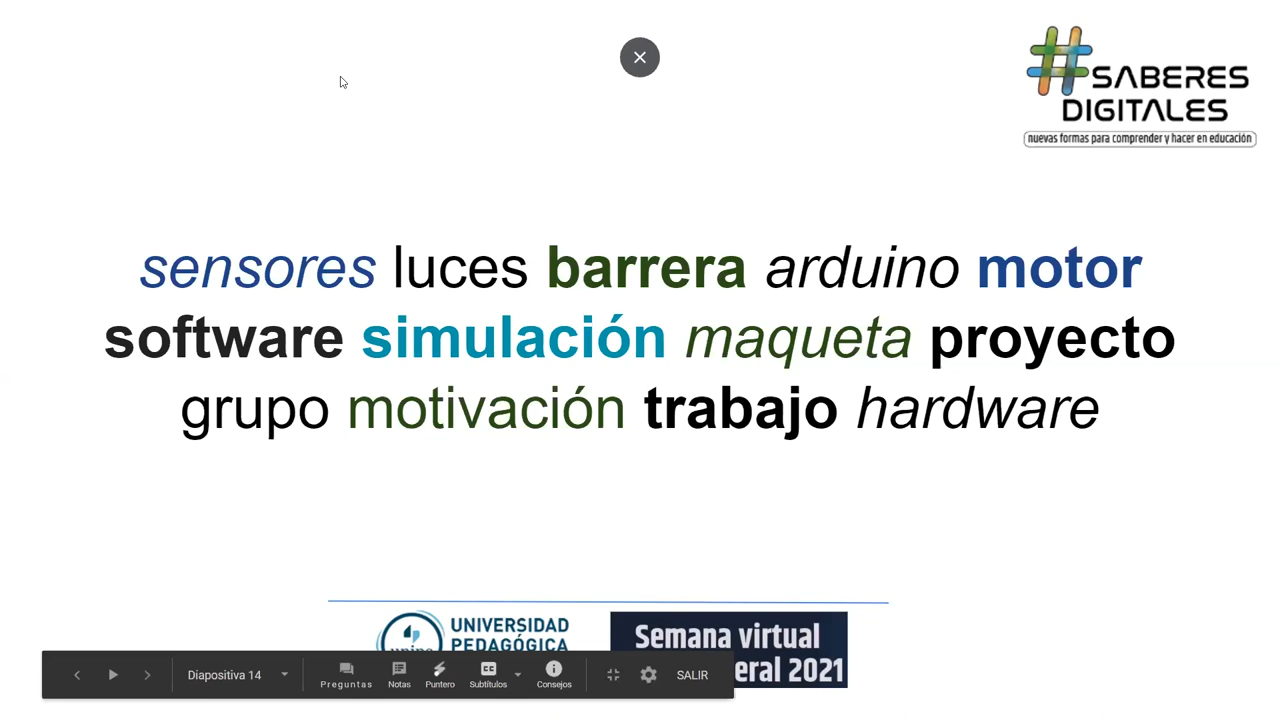 #SABERES
DIGITALES
nuevas formas para comprender y hacer en educación
sensores luces barrera arduino motor
software simulación maqueta proyecto
grupo motivación trabajo hardware
UNIVERSIDAD
PEDAGÓGICA
Semana virtual
eral 2021
Diapositiva 14
Preguntas
Notas
Puntero
Subtítulos
Consejos
SALIR